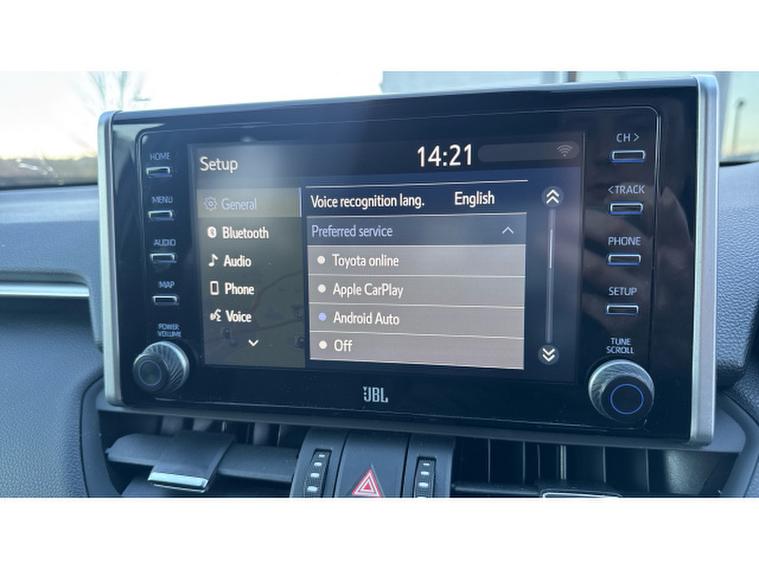 HOME
MENU
AUDIO
MAP
POWER
VOLUME
Setup
14:21
General
Bluetooth
Audio
Phone
Voice
Voice recognition lang. English
Preferred service
Toyota online
Apple CarPlay
Android Auto
Off
CH >
<TRACK
PHONE
SETUP
TUNE
SCROLL
JBL